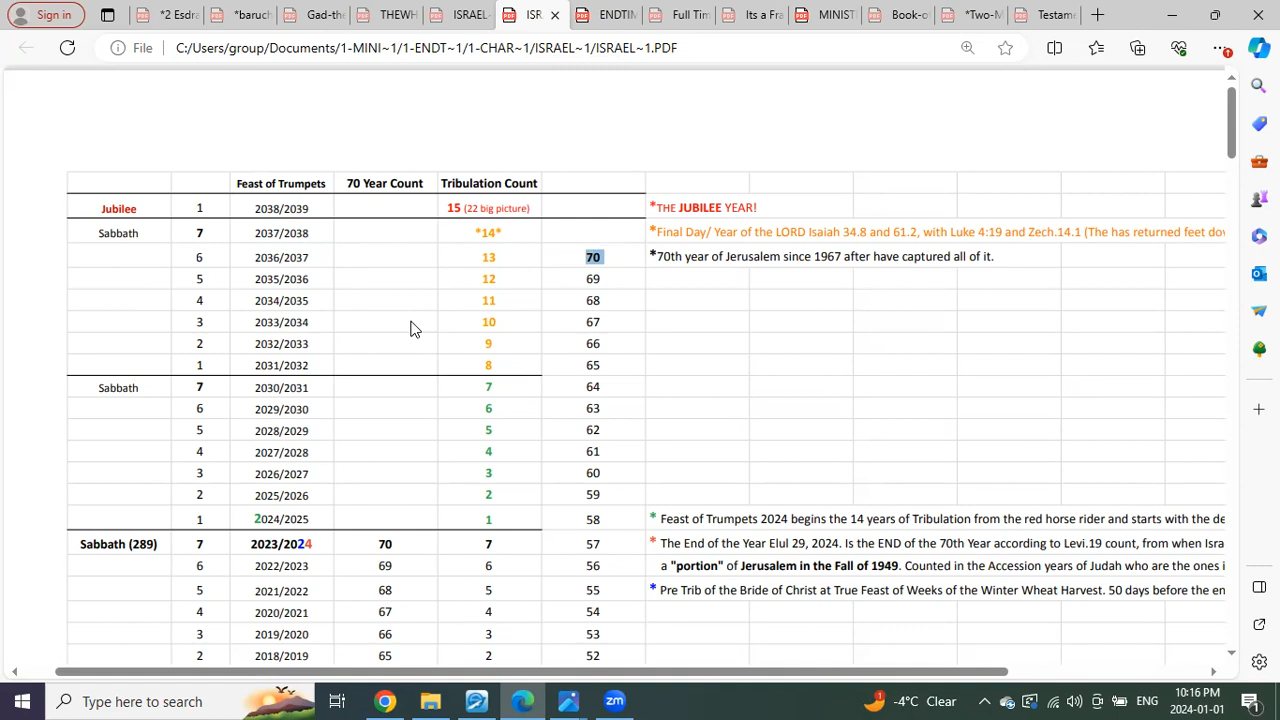 Sign in
*2 Esdra
*baruch
Gad-the
THEWH
SRAEL-
ISR
ENDTIM
Full Tim
Its a Fra
MINIST
Book-o
*Two-M
Testame
File C:/Users/group/Documents/1-MINI~1/1-ENDT~1/1-CHAR~1/ISRAEL~1/ISRAEL~1.PDF
Feast of Trumpets 70 Year Count Tribulation Count
Jubilee 1 2038/2039 15 (22 big picture) *THE JUBILEE YEAR!
Sabbath 7 2037/2038 *14* *Final Day/ Year of the LORD Isaiah 34.8 and 61.2, with Luke 4:19 and Zech.14.1 (The has returned feet dov
6 2036/2037 13 70 *70th year of Jerusalem since 1967 after have captured all of it.
5 2035/2036 12 69
4 2034/2035 11 68
3 2033/2034 10 67
2 2032/2033 9 66
1 2031/2032 8 65
Sabbath 7 2030/2031 7 64
6 2029/2030 6 63
5 2028/2029 5 62
4 2027/2028 4 61
3 2026/2027 3 60
2 2025/2026 2 59
1 2024/2025 1 58 * Feast of Trumpets 2024 begins the 14 years of Tribulation from the red horse rider and starts with the de
Sabbath (289) 7 2023/2024 70 7 57 * The End of the Year Elul 29, 2024. Is the END of the 70th Year according to Levi.19 count, from when Isra
6 2022/2023 69 6 56 a "portion" of Jerusalem in the Fall of 1949. Counted in the Accession years of Judah who are the ones i
5 2021/2022 68 5 55 * Pre Trib of the Bride of Christ at True Feast of Weeks of the Winter Wheat Harvest. 50 days before the en
4 2020/2021 67 4 54
3 2019/2020 66 3 53
2 2018/2019 65 2 52
Type here to search
1 -4°C Clear ENG 10:16 PM
2024-01-01 1